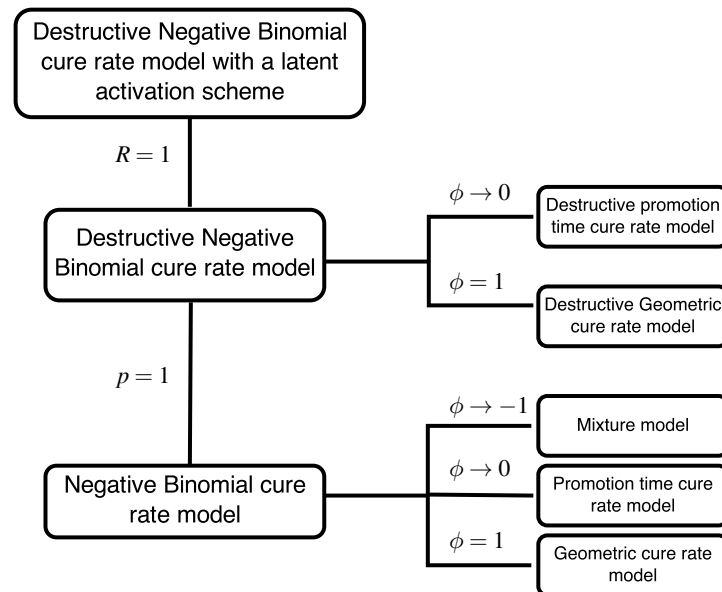 Destructive Negative Binomial
cure rate model with a latent
activation scheme
R = 1
Destructive Negative
Binomial cure rate model
ϕ → 0
Destructive promotion
time cure rate model
ϕ = 1
Destructive Geometric
cure rate model
p = 1
Negative Binomial cure
rate model
ϕ → −1
Mixture model
ϕ → 0
Promotion time cure
rate model
ϕ = 1
Geometric cure rate
model